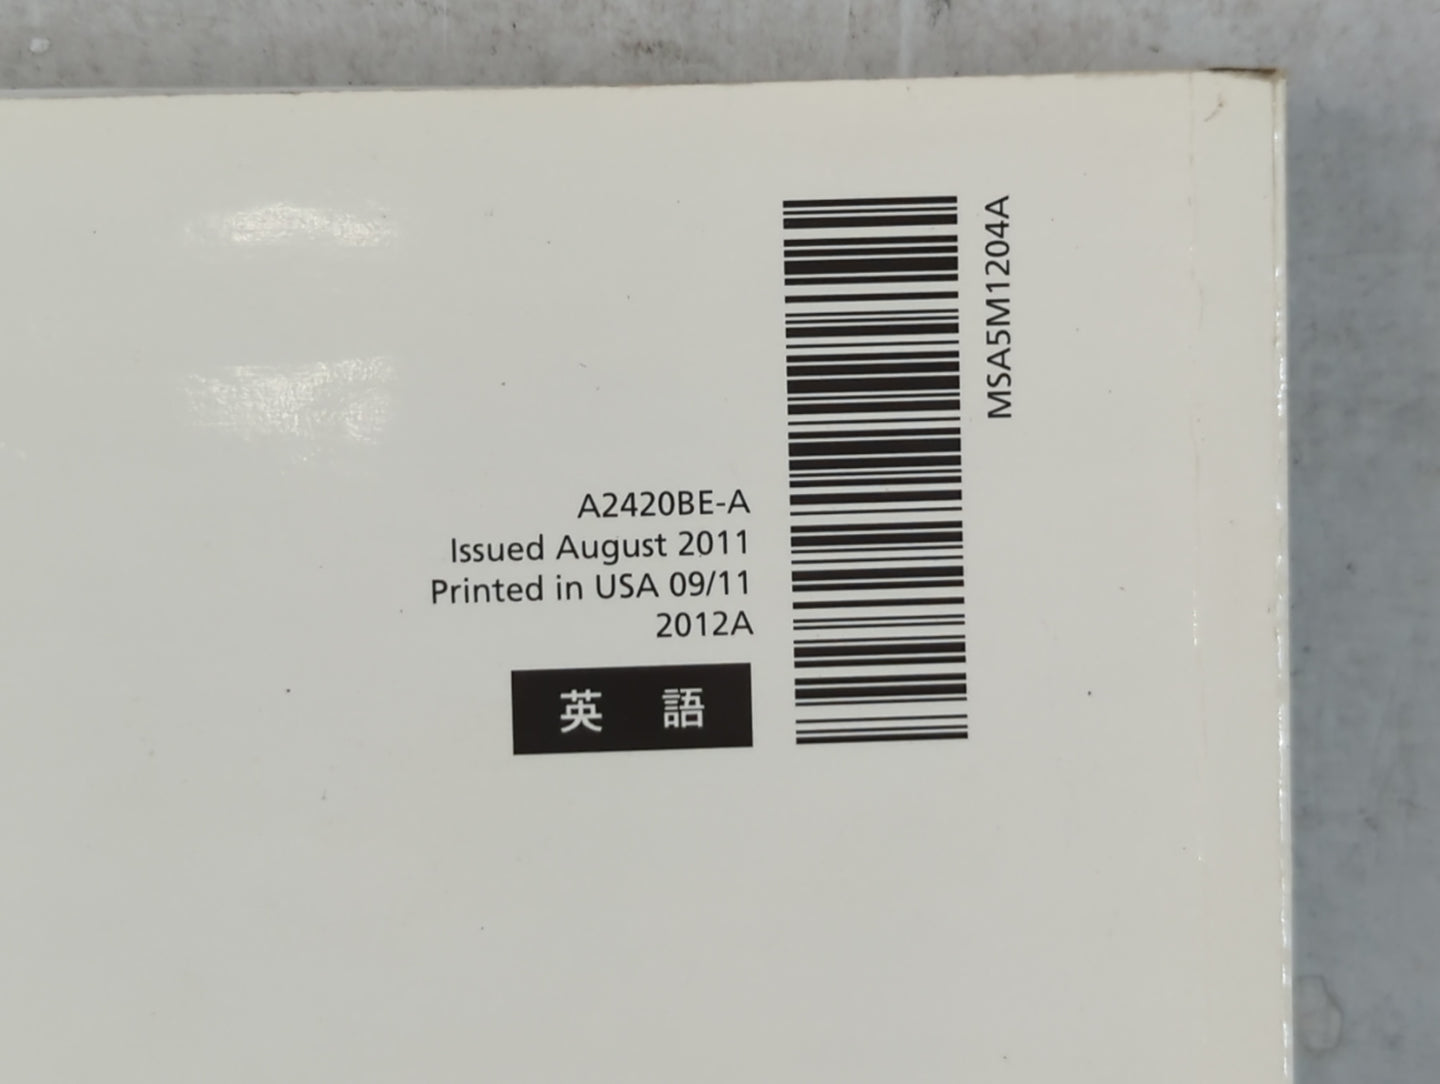 A2420BE-A
Issued August 2011
Printed in USA 09/11
2012A
英 語
MSA5M1204A